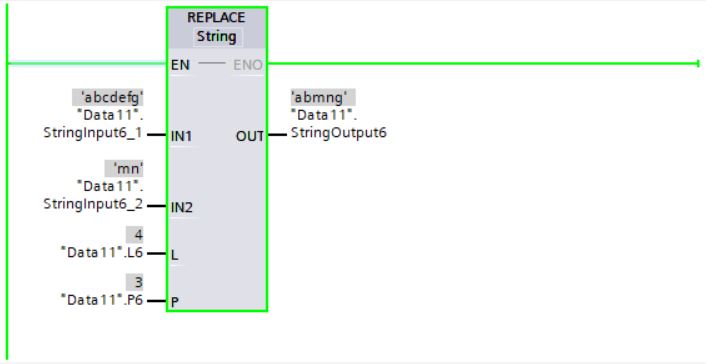 REPLACE
String
EN ENO
'abcdefg'
"Data11".
StringInput6_1
IN1
'abmng'
"Data11".
StringOutput6
OUT
'mn'
"Data11".
StringInput6_2
IN2
4
"Data11".L6
L
3
"Data11".P6
P